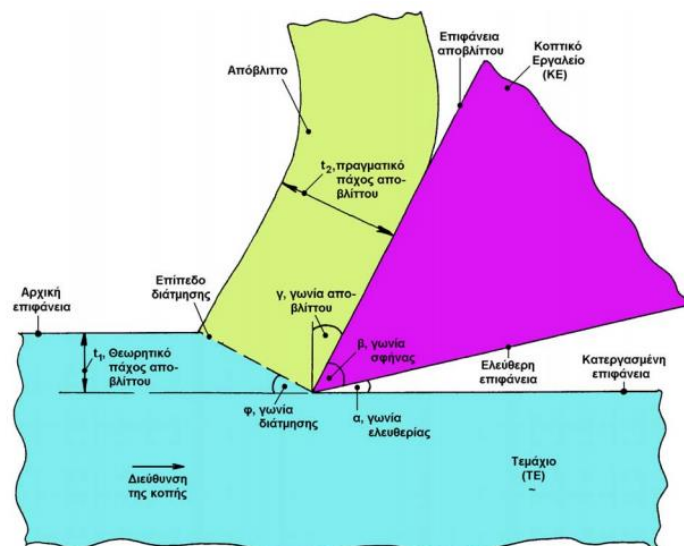 Επιφάνεια
αποβλίττου
Κοπτικό
Εργαλείο
(ΚΕ)
Απόβλιττο
t2,πραγματικό
πάχος απο-
βλίττου
Επίπεδο
διάτμησης
γ, γωνία απο-
βλίττου
Αρχική
επιφάνεια
t1, Θεωρητικό
πάχος απο-
βλίττου
β, γωνία
σφήνας
Ελεύθερη
επιφάνεια
Κατεργασμένη
επιφάνεια
φ, γωνία
διάτμησης
α, γωνία
ελευθερίας
Διεύθυνση
της κοπής
Τεμάχιο
(ΤΕ)
~